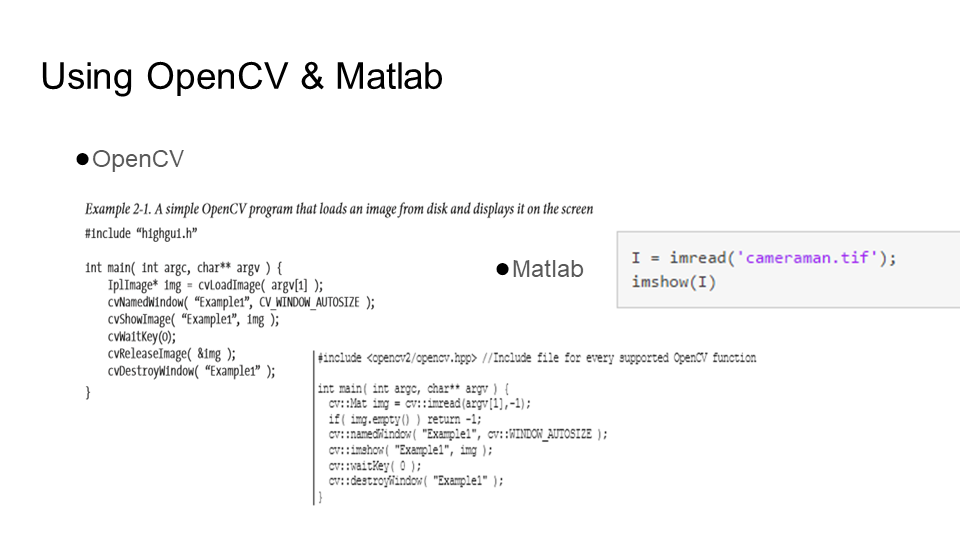 Using OpenCV & Matlab
●OpenCV
Example 2-1. A simple OpenCV program that loads an image from disk and displays it on the screen
#include “highgui.h”
int main( int argc, char** argv ) {
IplImage* img = cvLoadImage( argv[1] );
cvNamedWindow( “Example1”, CV_WINDOW_AUTOSIZE );
cvShowImage( “Example1”, img );
cvWaitKey(0);
cvReleaseImage( &img );
cvDestroyWindow( “Example1” );
}
●Matlab
I = imread('cameraman.tif');
imshow(I)
#include <opencv2/opencv.hpp> //Include file for every supported OpenCV function
int main( int argc, char** argv ) {
cv::Mat img = cv::imread(argv[1],-1);
if( img.empty() ) return -1;
cv::namedWindow( "Example1", cv::WINDOW_AUTOSIZE );
cv::imshow( "Example1", img );
cv::waitKey( 0 );
cv::destroyWindow( "Example1" );
}